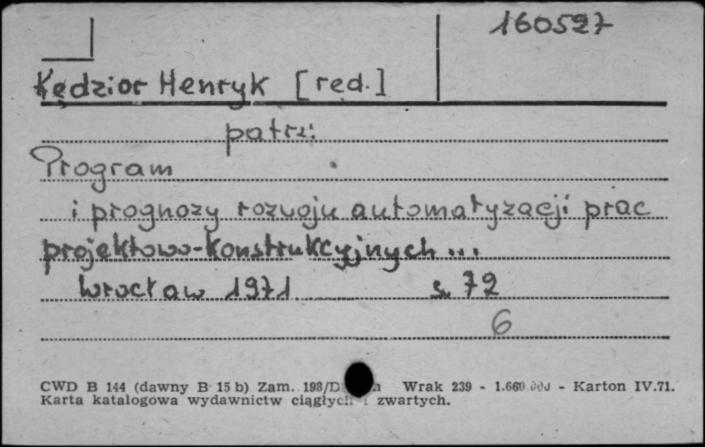 160527
Kędzior Henryk [red.]
patrz:
Program
i prognozy rozwoju automatyzacji prac
projektowo-konstrukcyjnych ...
Wrocław 1971 s. 72
6
CWD B 144 (dawny B 15 b) Zam. 198/D Wrak 239 - 1.660.000 - Karton IV.71.
Karta katalogowa wydawnictw ciągłych i zwartych.